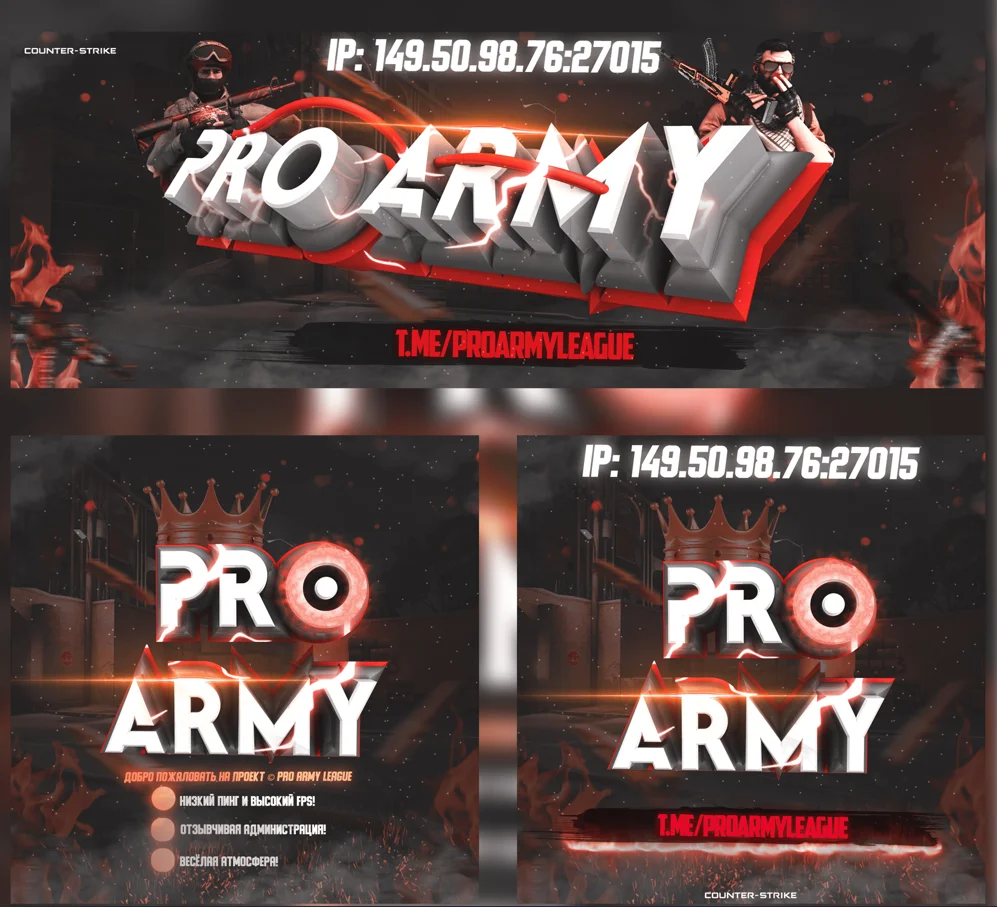 COUNTER-STRIKE
IP: 149.50.98.76:27015
PRO ARMY
T.ME/PROARMYLEAGUE
PRO
ARMY
ДОБРО ПОЖАЛОВАТЬ НА ПРОЕКТ © PRO ARMY LEAGUE
НИЗКИЙ ПИНГ И ВЫСОКИЙ FPS!
ОТЗЫВЧИВАЯ АДМИНИСТРАЦИЯ!
ВЕСЁЛАЯ АТМОСФЕРА!
IP: 149.50.98.76:27015
PRO
ARMY
T.ME/PROARMYLEAGUE
COUNTER-STRIKE